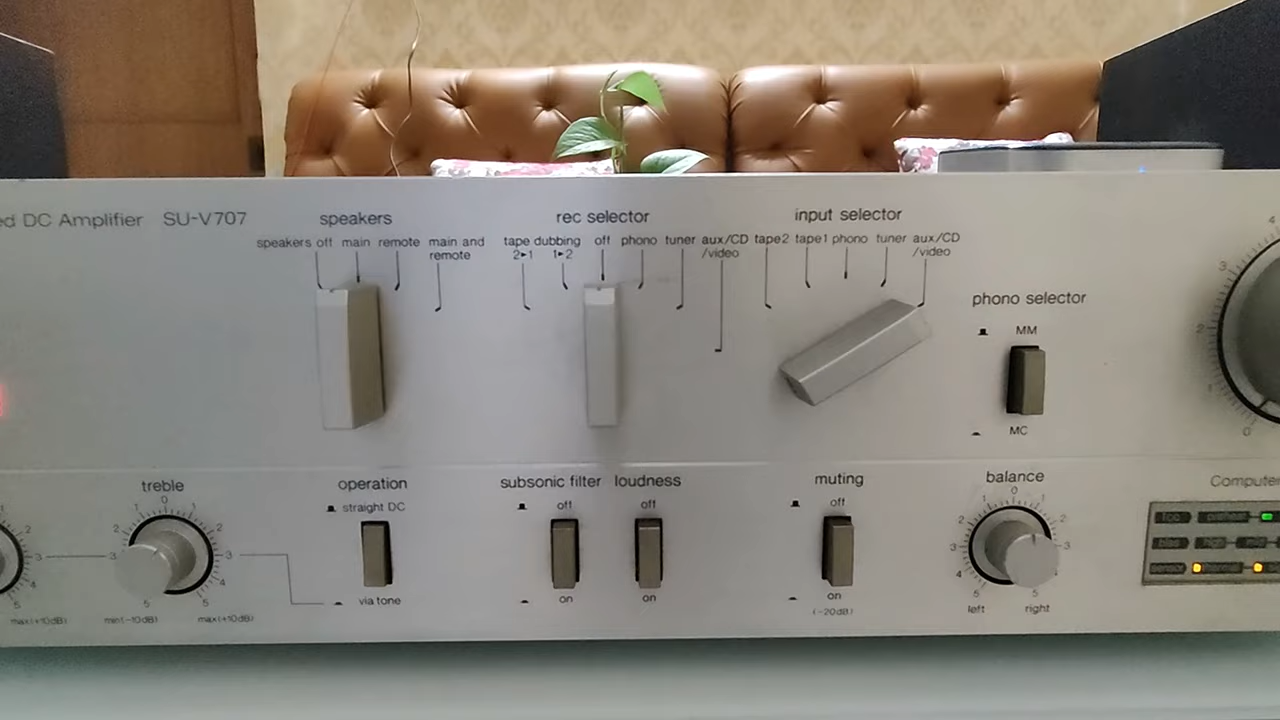 ed DC Amplifier SU-V707
speakers
speakers off main remote main and
remote
rec selector
tape dubbing off phono tuner aux/CD
2▸1 1▸2 /video
input selector
tape2 tape1 phono tuner aux/CD
/video
phono selector
MM
MC
4
3
2
1
0
treble
0
1 1
2 2
3 3
4
5 5
min(-10dB) max(+10dB)
1
2
3
4
5
max(+10dB)
operation
straight DC
via tone
subsonic filter
off
on
loudness
off
on
muting
off
on
(-20dB)
balance
0
1 1
2 2
3 3
4 4
5 5
left right
Computer